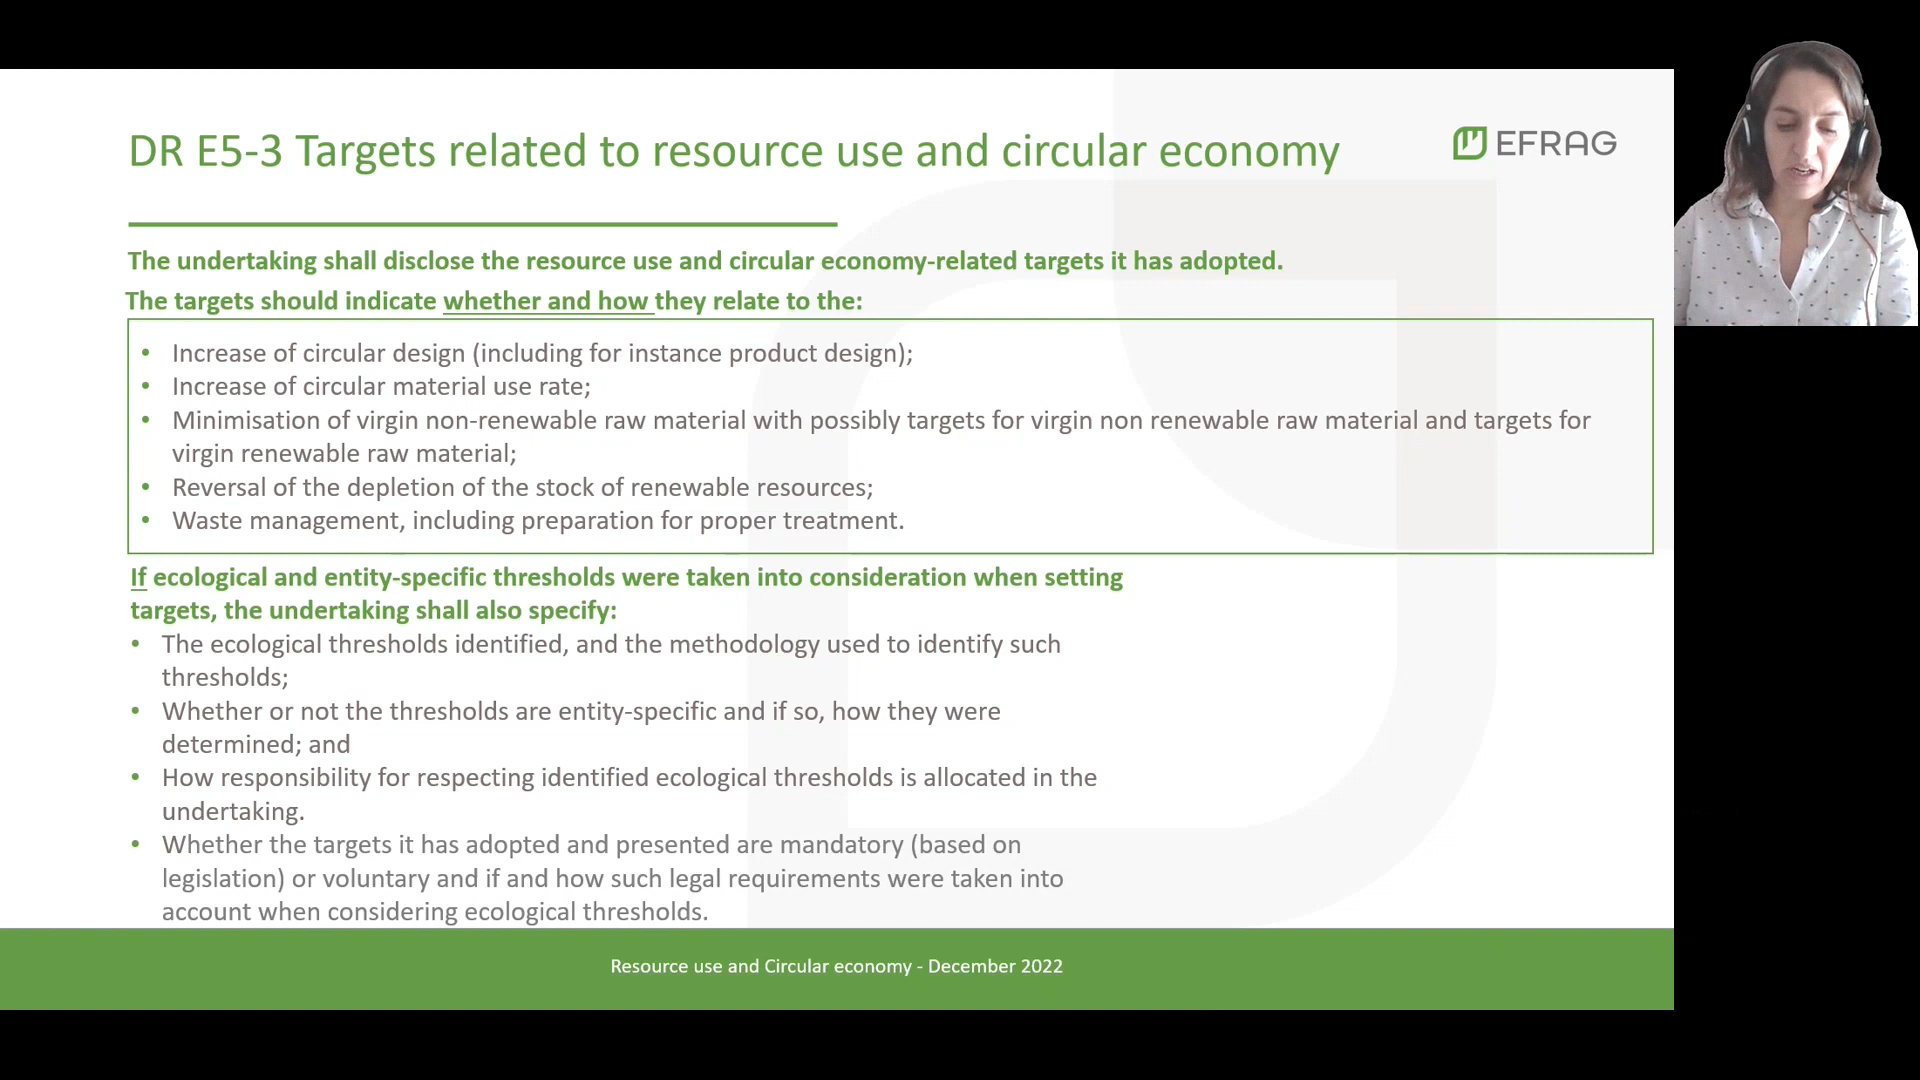 DR E5-3 Targets related to resource use and circular economy
EFRAG
The undertaking shall disclose the resource use and circular economy-related targets it has adopted.
The targets should indicate whether and how they relate to the:
• Increase of circular design (including for instance product design);
• Increase of circular material use rate;
• Minimisation of virgin non-renewable raw material with possibly targets for virgin non renewable raw material and targets for
virgin renewable raw material;
• Reversal of the depletion of the stock of renewable resources;
• Waste management, including preparation for proper treatment.
If ecological and entity-specific thresholds were taken into consideration when setting
targets, the undertaking shall also specify:
• The ecological thresholds identified, and the methodology used to identify such
thresholds;
• Whether or not the thresholds are entity-specific and if so, how they were
determined; and
• How responsibility for respecting identified ecological thresholds is allocated in the
undertaking.
• Whether the targets it has adopted and presented are mandatory (based on
legislation) or voluntary and if and how such legal requirements were taken into
account when considering ecological thresholds.
Resource use and Circular economy - December 2022